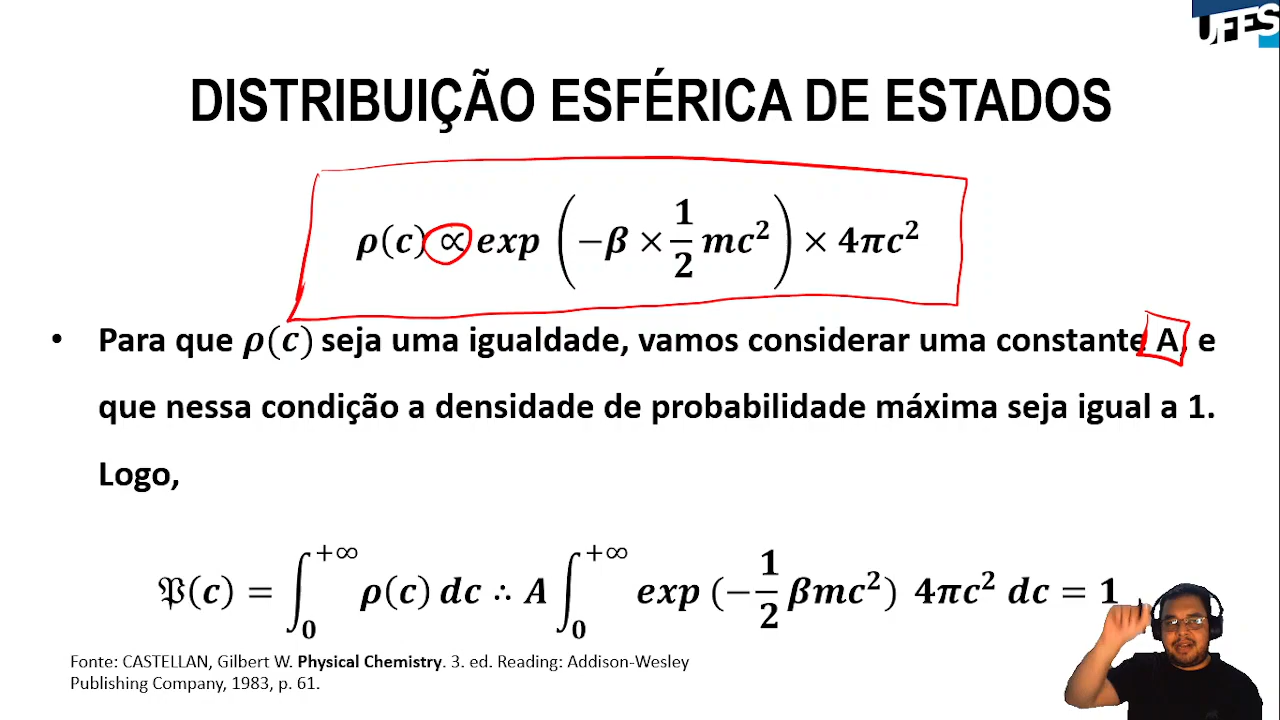 UFES
DISTRIBUIÇÃO ESFÉRICA DE ESTADOS
ρ(c) ∝ exp (−β × 1/2 mc²) × 4πc²
• Para que ρ(c) seja uma igualdade, vamos considerar uma constante A, e
que nessa condição a densidade de probabilidade máxima seja igual a 1.
Logo,
𝔓(c) = ∫₀^{+∞} ρ(c) dc ∴ A ∫₀^{+∞} exp (−1/2 βmc²) 4πc² dc = 1
Fonte: CASTELLAN, Gilbert W. Physical Chemistry. 3. ed. Reading: Addison-Wesley
Publishing Company, 1983, p. 61.